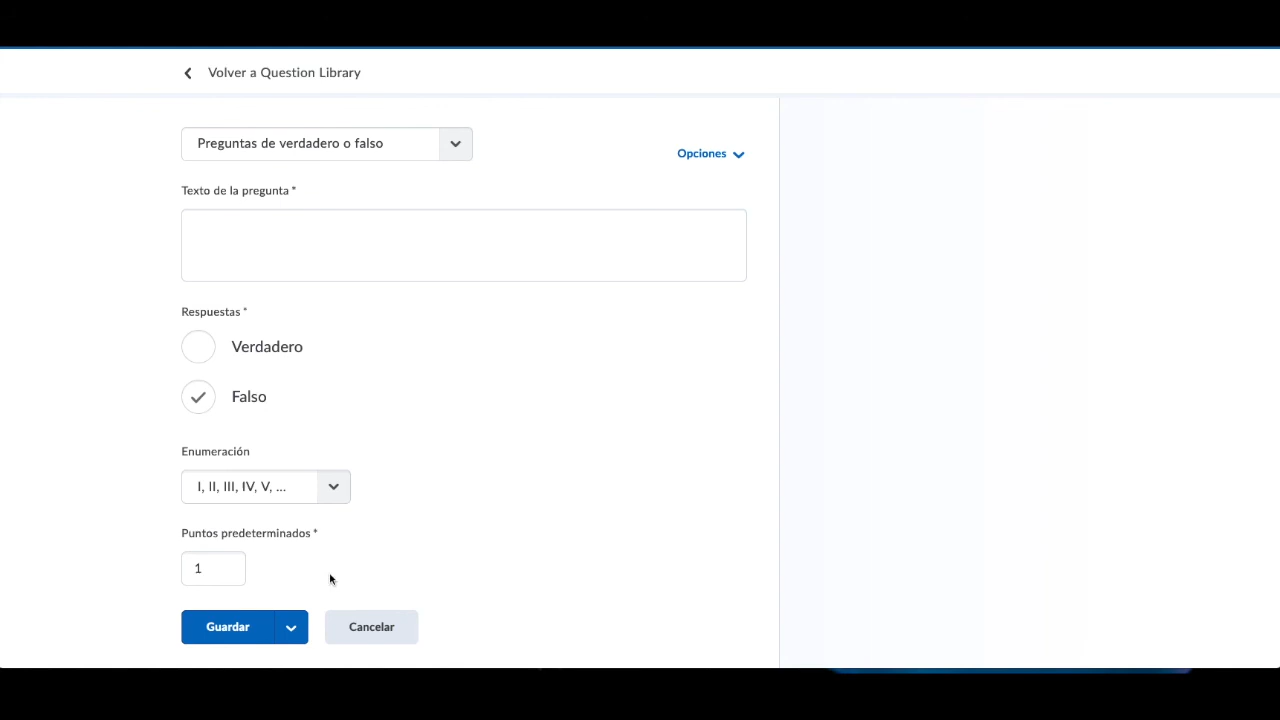 Volver a Question Library
Preguntas de verdadero o falso
Opciones
Texto de la pregunta *
Respuestas *
Verdadero
Falso
Enumeración
I, II, III, IV, V, ...
Puntos predeterminados *
1
Guardar
Cancelar